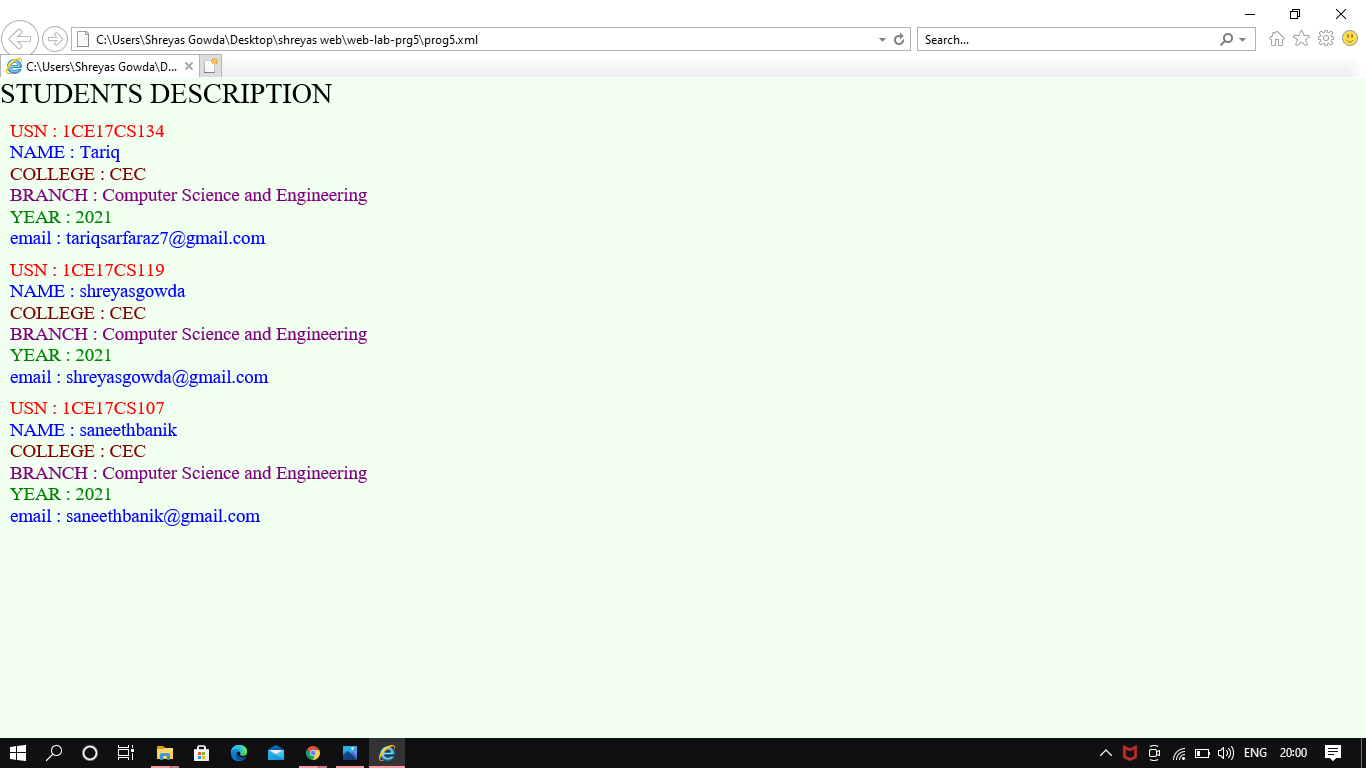 C:\Users\Shreyas Gowda\Desktop\shreyas web\web-lab-prg5\prog5.xml
Search...
C:\Users\Shreyas Gowda\D...
STUDENTS DESCRIPTION
USN : 1CE17CS134
NAME : Tariq
COLLEGE : CEC
BRANCH : Computer Science and Engineering
YEAR : 2021
email : tariqsarfaraz7@gmail.com
USN : 1CE17CS119
NAME : shreyasgowda
COLLEGE : CEC
BRANCH : Computer Science and Engineering
YEAR : 2021
email : shreyasgowda@gmail.com
USN : 1CE17CS107
NAME : saneethbanik
COLLEGE : CEC
BRANCH : Computer Science and Engineering
YEAR : 2021
email : saneethbanik@gmail.com
ENG 20:00